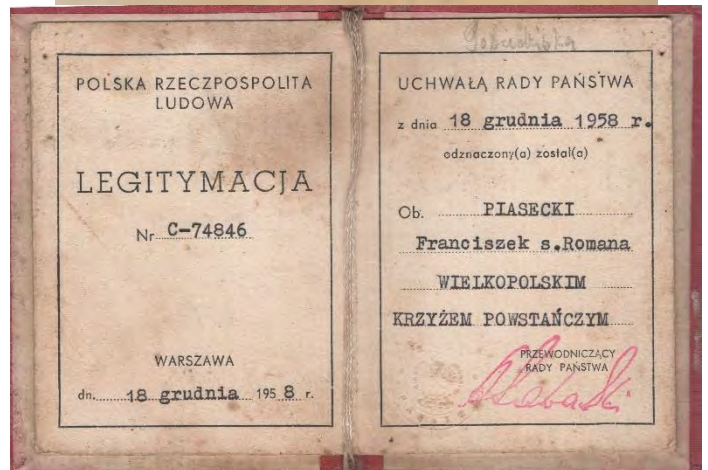 POLSKA RZECZPOSPOLITA
LUDOWA
LEGITYMACJA
Nr C-74846
WARSZAWA
dn. 18 grudnia 1958 r.
UCHWAŁĄ RADY PAŃSTWA
z dnia 18 grudnia 1958 r.
odznaczony(a) został(a)
Ob. PIASECKI
Franciszek s.Romana
WIELKOPOLSKIM
KRZYŻEM POWSTAŃCZYM
PRZEWODNICZĄCY
RADY PAŃSTWA